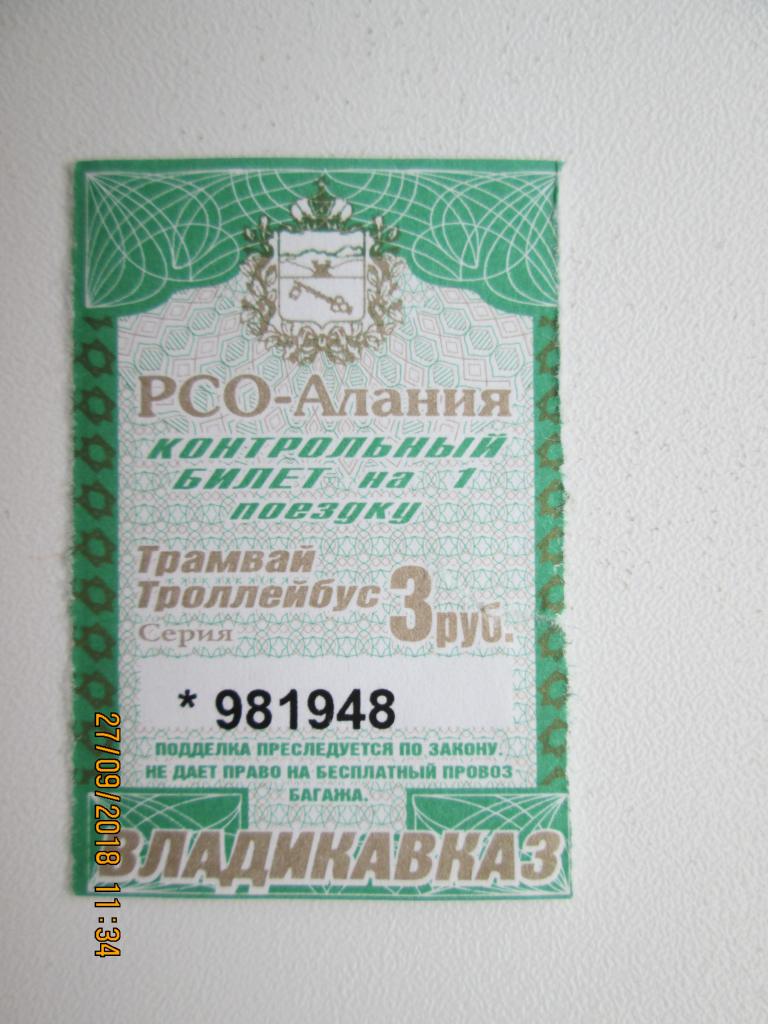 РСО-Алания
КОНТРОЛЬНЫЙ
БИЛЕТ на 1
поездку
Трамвай
Троллейбус
3руб.
Серия
* 981948
ПОДДЕЛКА ПРЕСЛЕДУЕТСЯ ПО ЗАКОНУ.
НЕ ДАЕТ ПРАВО НА БЕСПЛАТНЫЙ ПРОВОЗ
БАГАЖА.
ВЛАДИКАВКАЗ
27/09/2018 11:34